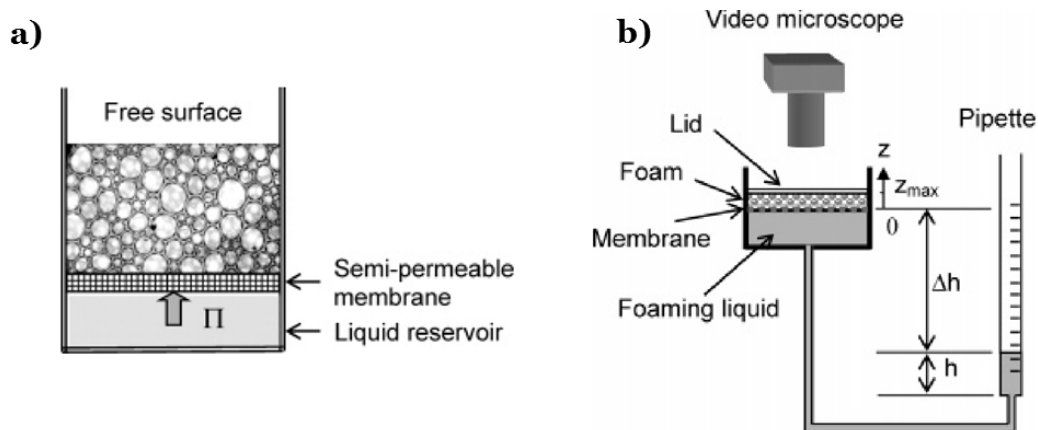 a)
Free surface
Semi-permeable
membrane
Π
Liquid reservoir
b)
Video microscope
Pipette
Lid
Foam
Membrane
Foaming liquid
z
z_max
0
Δh
h